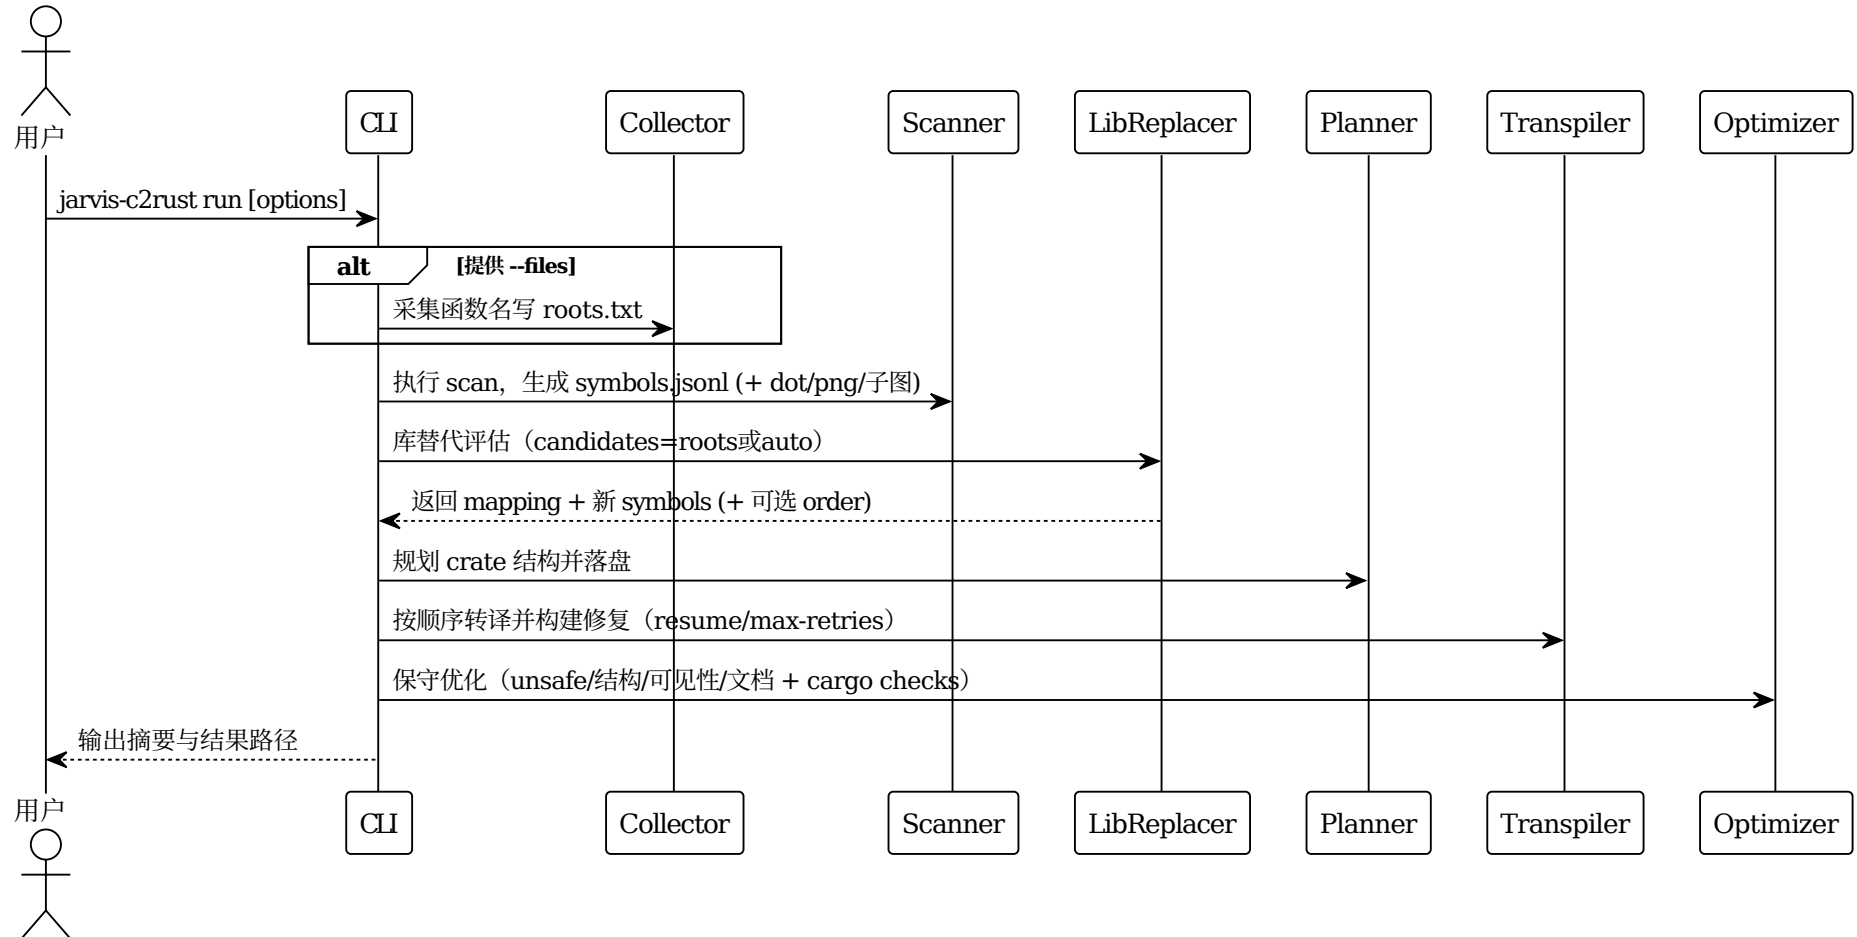 用户
CLI
Collector
Scanner
LibReplacer
Planner
Transpiler
Optimizer
jarvis-c2rust run [options]
alt
[提供 --files]
采集函数名写 roots.txt
执行 scan，生成 symbols.jsonl (+ dot/png/子图)
库替代评估（candidates=roots或auto）
返回 mapping + 新 symbols (+ 可选 order)
规划 crate 结构并落盘
按顺序转译并构建修复（resume/max-retries）
保守优化（unsafe/结构/可见性/文档 + cargo checks）
输出摘要与结果路径
用户
CLI
Collector
Scanner
LibReplacer
Planner
Transpiler
Optimizer